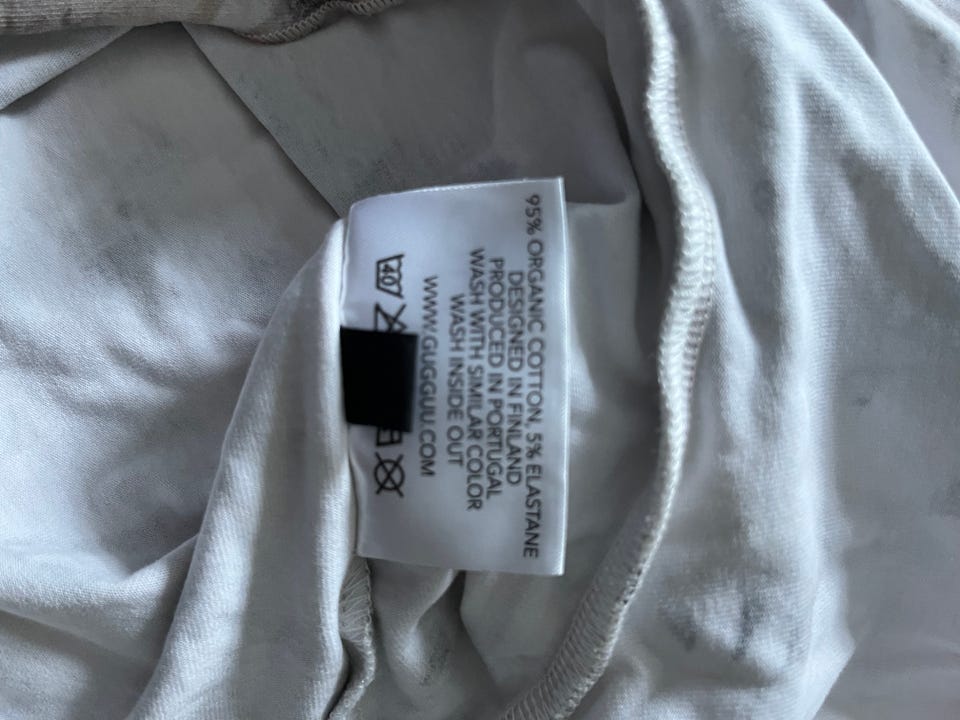 95% ORGANIC COTTON, 5% ELASTANE
DESIGNED IN FINLAND
PRODUCED IN PORTUGAL
WASH WITH SIMILAR COLOR
WASH INSIDE OUT
WWW.GUGGUU.COM
40